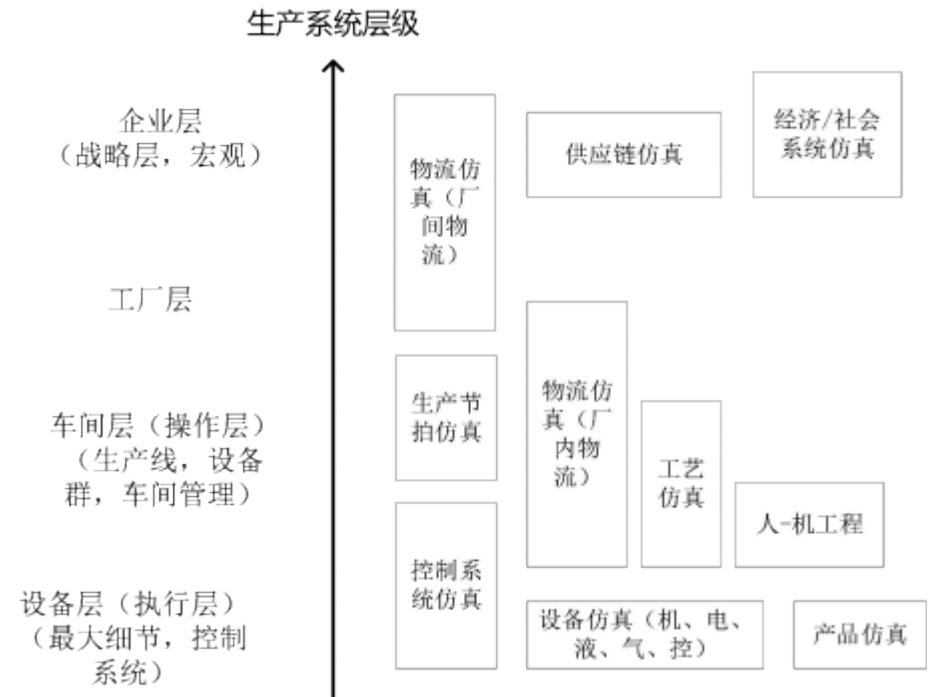 生产系统层级
企业层
（战略层，宏观）
工厂层
车间层（操作层）
（生产线，设备
群，车间管理）
设备层（执行层）
（最大细节，控制
系统）
物流仿
真（厂
间物
流）
供应链仿真
经济/社会
系统仿真
生产节
拍仿真
物流仿
真（厂
内物
流）
工艺
仿真
人-机工程
控制系
统仿真
设备仿真（机、电、
液、气、控）
产品仿真